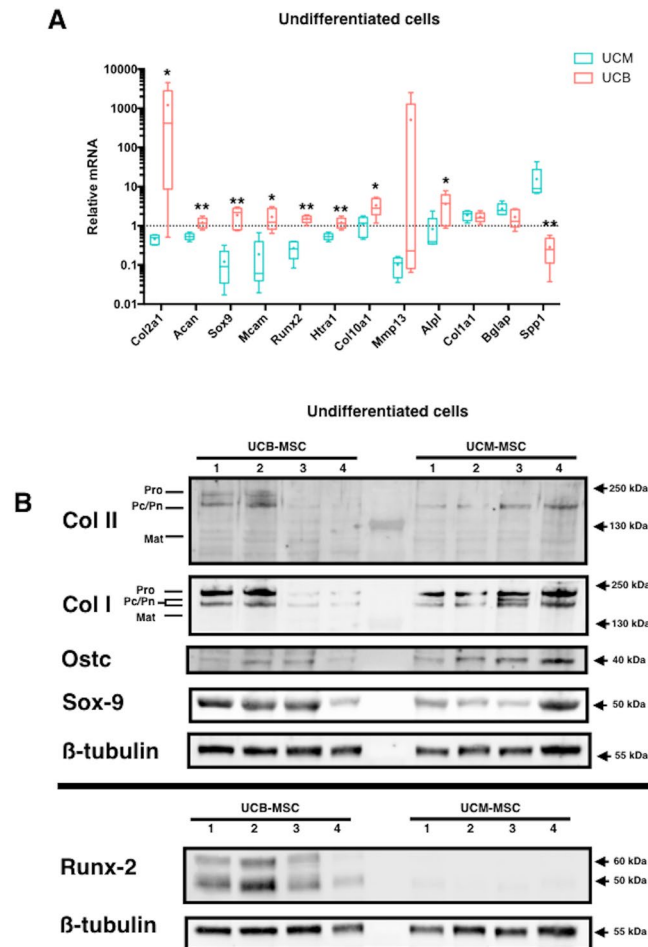 A
Undifferentiated cells
UCM
UCB
Relative mRNA
10000
1000
100
10
1
0.1
0.01
* ** ** * ** ** * * **
Col2a1 Acan Sox9 Mcam Runx2 Htra1 Col10a1 Mmp13 Alpl Col1a1 Bglap Spp1
Undifferentiated cells
UCB-MSC UCM-MSC
1 2 3 4 1 2 3 4
B
Col II
Pro
Pc/Pn
Mat
250 kDa
130 kDa
Col I
Pro
Pc/Pn
Mat
250 kDa
130 kDa
Ostc
40 kDa
Sox-9
50 kDa
ß-tubulin
55 kDa
UCB-MSC UCM-MSC
1 2 3 4 1 2 3 4
Runx-2
60 kDa
50 kDa
ß-tubulin
55 kDa